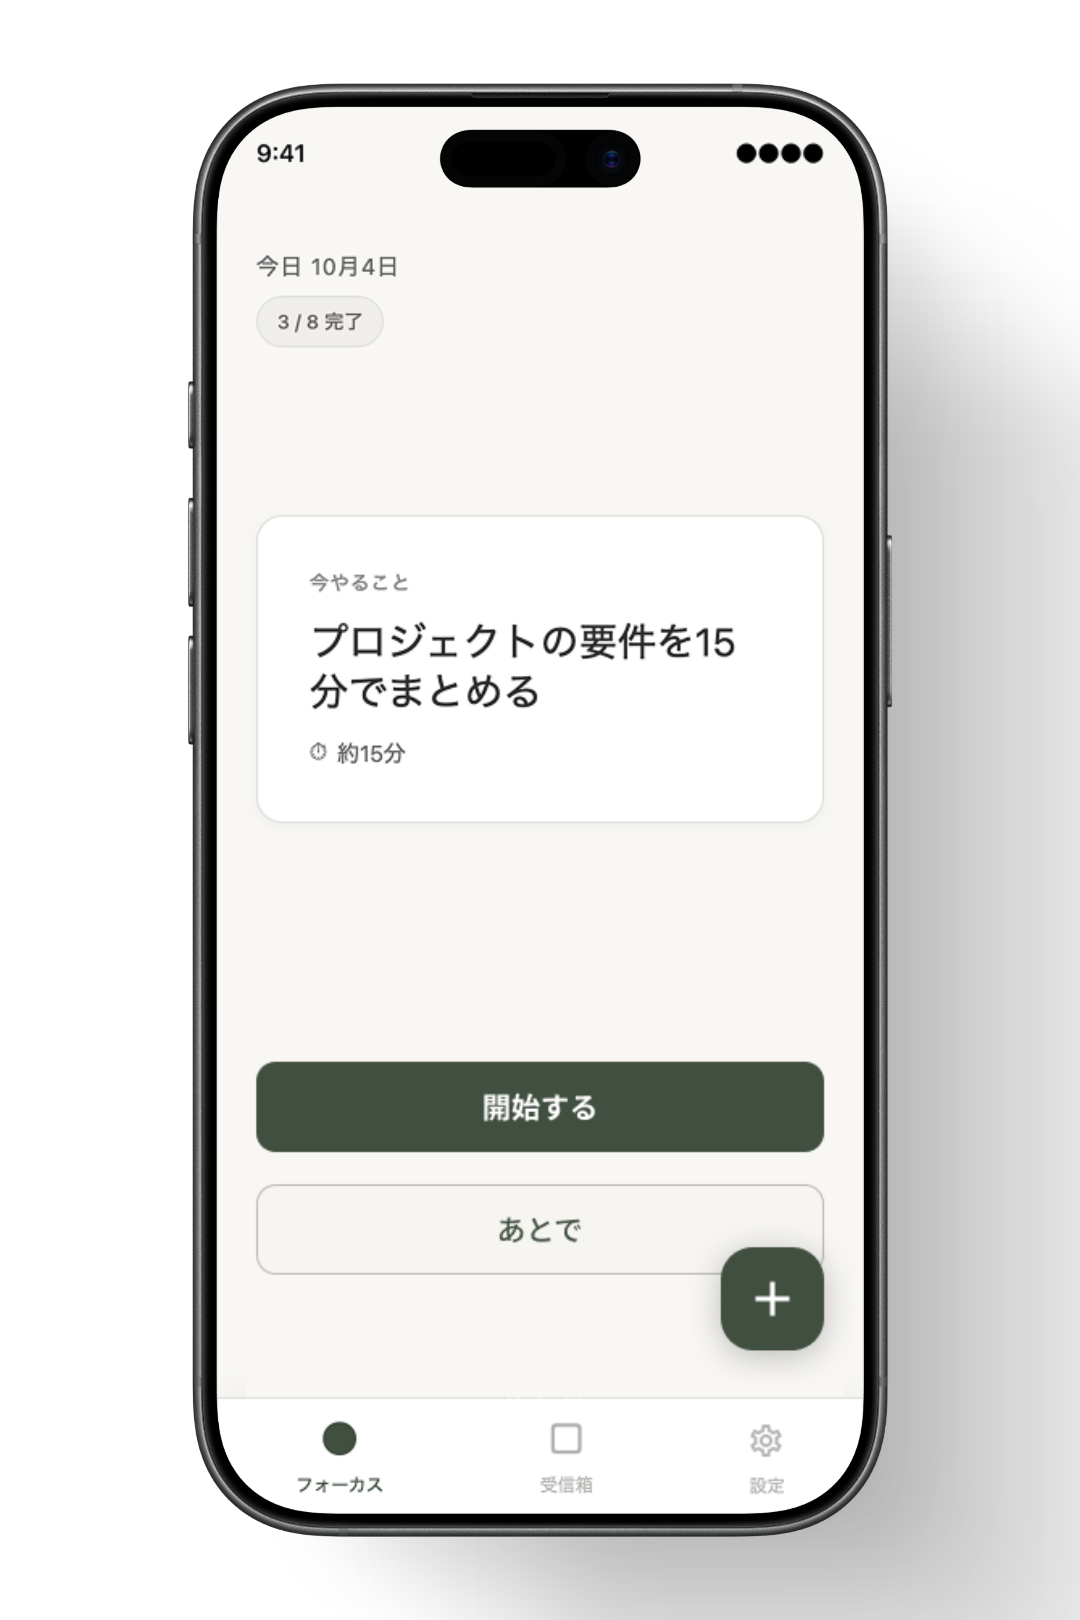 9:41
今日 10月4日
3 / 8 完了
今やること
プロジェクトの要件を15
分でまとめる
⏱ 約15分
開始する
あとで
+
フォーカス
受信箱
設定